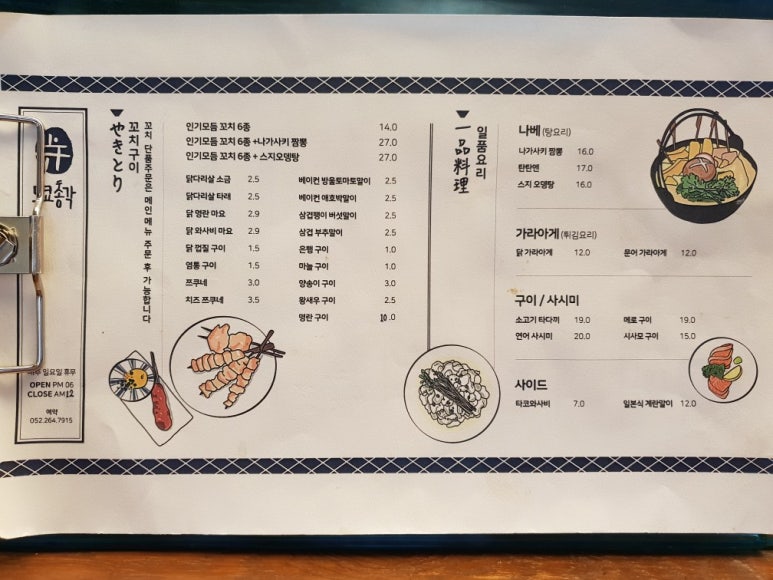 총각
일요일 휴무
OPEN PM 06
CLOSE AM12
예약
052.264.7915
やきとり
꼬치구이
꼬치 단품주문은 메인메뉴 주문 후 가능합니다
인기모듬 꼬치 6종 14.0
인기모듬 꼬치 6종 +나가사키 짬뽕 27.0
인기모듬 꼬치 6종 + 스지오뎅탕 27.0
닭다리살 소금 2.5
닭다리살 타래 2.5
닭 명란 마요 2.9
닭 와사비 마요 2.9
닭 껍질 구이 1.5
염통 구이 1.5
쯔쿠네 3.0
치즈 쯔쿠네 3.5
베이컨 방울토마토말이 2.5
베이컨 애호박말이 2.5
삼겹팽이 버섯말이 2.5
삼겹 부추말이 2.5
은행 구이 1.0
마늘 구이 1.0
양송이 구이 3.0
왕새우 구이 2.5
명란 구이 10.0
一品料理
일품요리
나베 (탕요리)
나가사키 짬뽕 16.0
탄탄멘 17.0
스지 오뎅탕 16.0
가라아게 (튀김요리)
닭 가라아게 12.0 문어 가라아게 12.0
구이 / 사시미
소고기 타다끼 19.0 메로 구이 19.0
연어 사시미 20.0 시사모 구이 15.0
사이드
타코와사비 7.0 일본식 계란말이 12.0